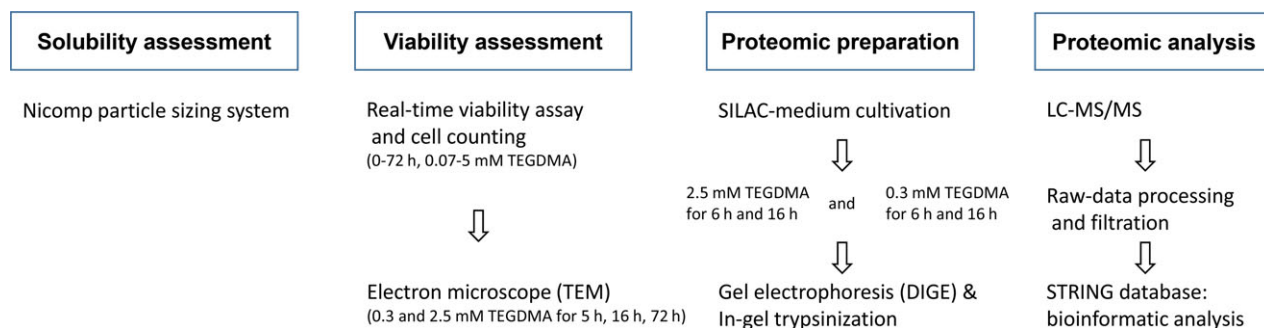 Solubility assessment
Nicomp particle sizing system
Viability assessment
Real-time viability assay
and cell counting
(0-72 h, 0.07-5 mM TEGDMA)
Electron microscope (TEM)
(0.3 and 2.5 mM TEGDMA for 5 h, 16 h, 72 h)
Proteomic preparation
SILAC-medium cultivation
2.5 mM TEGDMA
for 6 h and 16 h
and
0.3 mM TEGDMA
for 6 h and 16 h
Gel electrophoresis (DIGE) &
In-gel trypsinization
Proteomic analysis
LC-MS/MS
Raw-data processing
and filtration
STRING database:
bioinformatic analysis